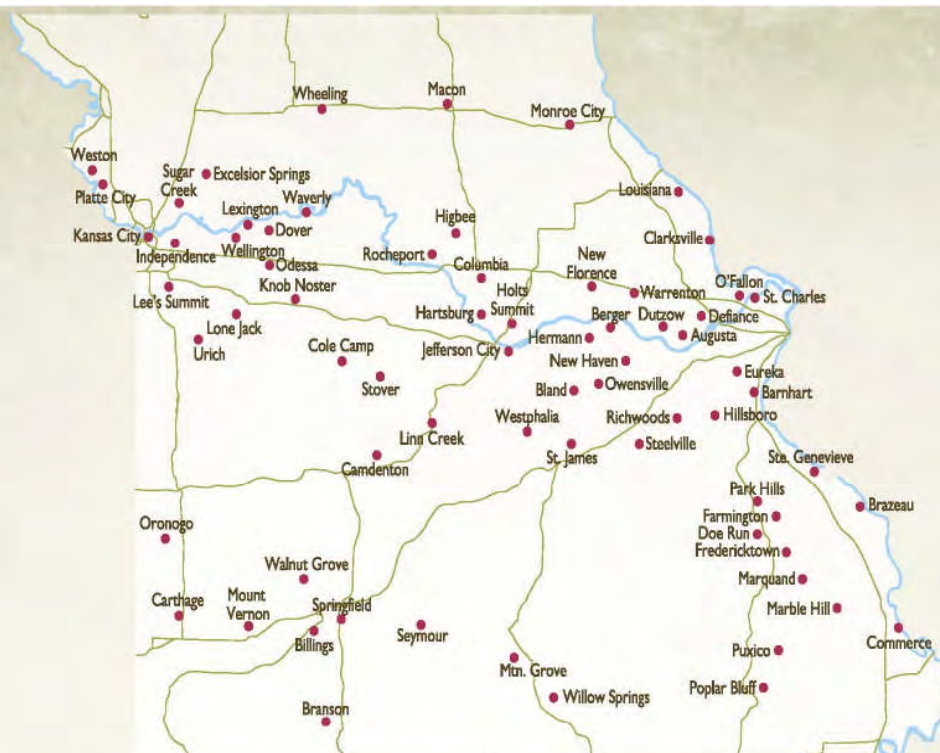 Wheeling
Macon
Monroe City
Weston
Platte City
Sugar
Creek
Excelsior Springs
Lexington
Waverly
Dover
Kansas City
Independence
Wellington
Odessa
Higbee
Rocheport
Columbia
Louisiana
Clarksville
New
Florence
Warrenton
O'Fallon
St. Charles
Lee's Summit
Knob Noster
Lone Jack
Urich
Hartsburg
Holts
Summit
Jefferson City
Hermann
Berger
Dutzow
Defiance
Augusta
Cole Camp
Stover
New Haven
Bland
Owensville
Eureka
Barnhart
Westphalia
Richwoods
Hillsboro
Linn Creek
Camdenton
St. James
Steelville
Ste. Genevieve
Brazeau
Park Hills
Farmington
Doe Run
Fredericktown
Oronogo
Walnut Grove
Carthage
Mount
Vernon
Springfield
Billings
Seymour
Marquand
Marble Hill
Commerce
Puxico
Poplar Bluff
Mtn. Grove
Willow Springs
Branson